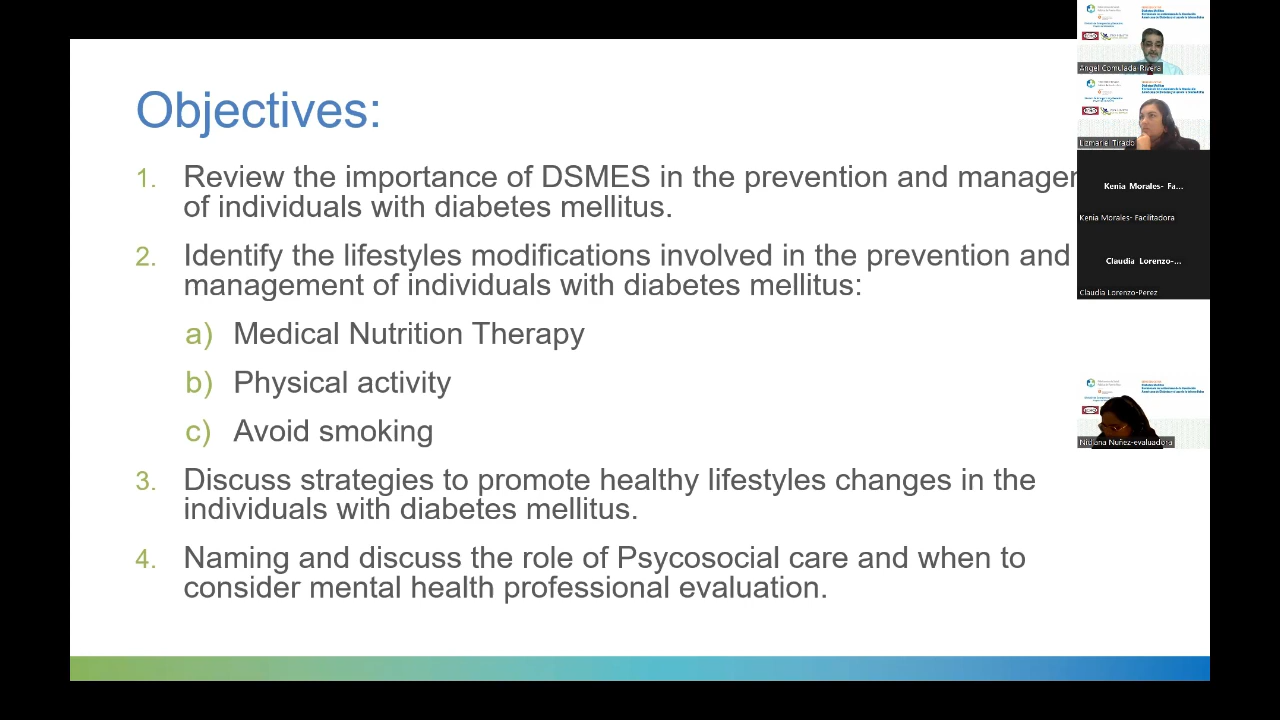 Objectives:
1. Review the importance of DSMES in the prevention and manager
of individuals with diabetes mellitus.
2. Identify the lifestyles modifications involved in the prevention and
management of individuals with diabetes mellitus:
a) Medical Nutrition Therapy
b) Physical activity
c) Avoid smoking
3. Discuss strategies to promote healthy lifestyles changes in the
individuals with diabetes mellitus.
4. Naming and discuss the role of Psycosocial care and when to
consider mental health professional evaluation.
Angel Comulada-Rivera
Lizmariel Tirado
Kenia Morales- Fa...
Kenia Morales- Facilitadora
Claudia Lorenzo-...
Claudia Lorenzo-Perez
Nuñez-evaluadora